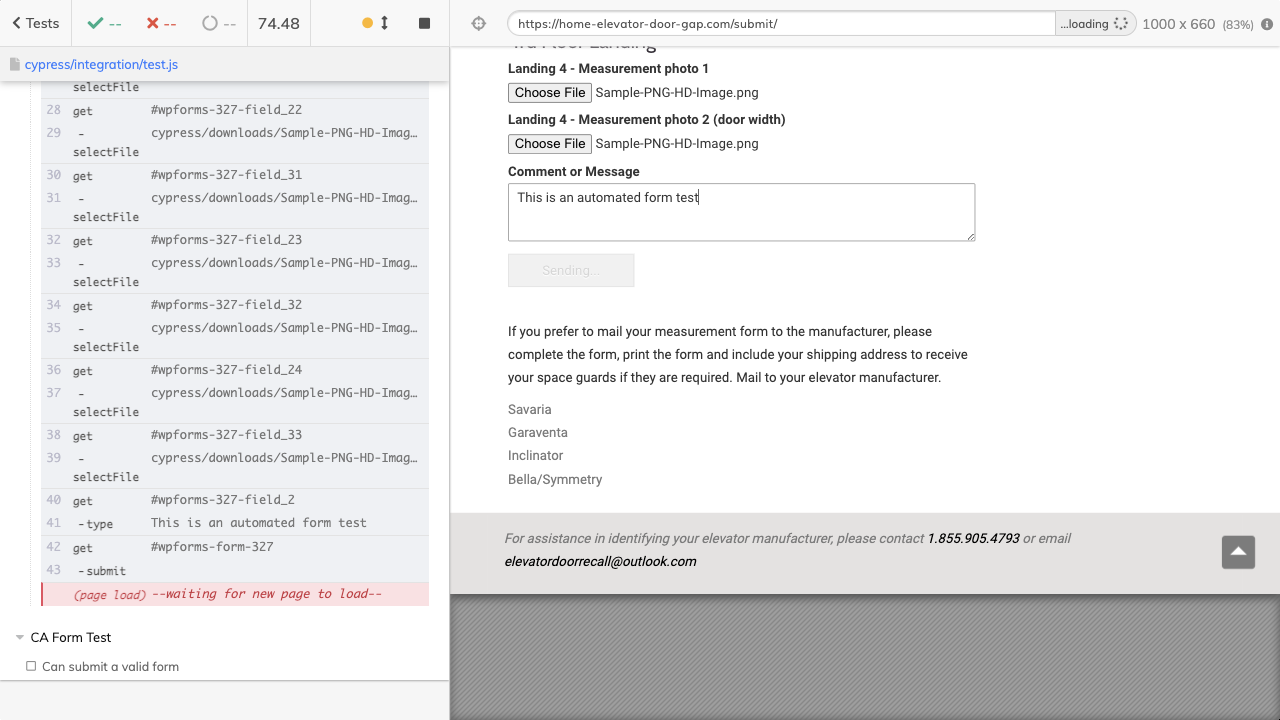 Tests
--
--
--
74.48
https://home-elevator-door-gap.com/submit/
...loading
1000 x 660 (83%)
cypress/integration/test.js
selectFile
28 get #wpforms-327-field_22
29 - cypress/downloads/Sample-PNG-HD-Imag…
selectFile
30 get #wpforms-327-field_31
31 - cypress/downloads/Sample-PNG-HD-Imag…
selectFile
32 get #wpforms-327-field_23
33 - cypress/downloads/Sample-PNG-HD-Imag…
selectFile
34 get #wpforms-327-field_32
35 - cypress/downloads/Sample-PNG-HD-Imag…
selectFile
36 get #wpforms-327-field_24
37 - cypress/downloads/Sample-PNG-HD-Imag…
selectFile
38 get #wpforms-327-field_33
39 - cypress/downloads/Sample-PNG-HD-Imag…
selectFile
40 get #wpforms-327-field_2
41 -type This is an automated form test
42 get #wpforms-form-327
43 -submit
(page load) --waiting for new page to load--
CA Form Test
Can submit a valid form
Floor Landing
Landing 4 - Measurement photo 1
Choose File Sample-PNG-HD-Image.png
Landing 4 - Measurement photo 2 (door width)
Choose File Sample-PNG-HD-Image.png
Comment or Message
This is an automated form test
Sending...
If you prefer to mail your measurement form to the manufacturer, please
complete the form, print the form and include your shipping address to receive
your space guards if they are required. Mail to your elevator manufacturer.
Savaria
Garaventa
Inclinator
Bella/Symmetry
For assistance in identifying your elevator manufacturer, please contact 1.855.905.4793 or email
elevatordoorrecall@outlook.com